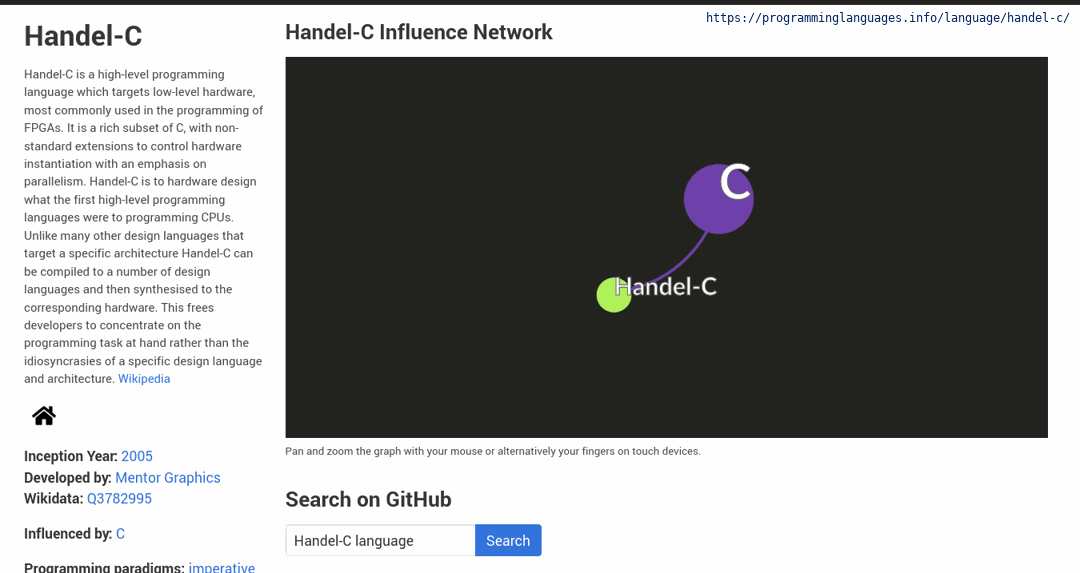 https://programminglanguages.info/language/handel-c/
Handel-C
Handel-C is a high-level programming
language which targets low-level hardware,
most commonly used in the programming of
FPGAs. It is a rich subset of C, with non-
standard extensions to control hardware
instantiation with an emphasis on
parallelism. Handel-C is to hardware design
what the first high-level programming
languages were to programming CPUs.
Unlike many other design languages that
target a specific architecture Handel-C can
be compiled to a number of design
languages and then synthesised to the
corresponding hardware. This frees
developers to concentrate on the
programming task at hand rather than the
idiosyncrasies of a specific design language
and architecture. Wikipedia
Inception Year: 2005
Developed by: Mentor Graphics
Wikidata: Q3782995
Influenced by: C
Programming paradigms: imperative
Handel-C Influence Network
C
Handel-C
Pan and zoom the graph with your mouse or alternatively your fingers on touch devices.
Search on GitHub
Handel-C language
Search